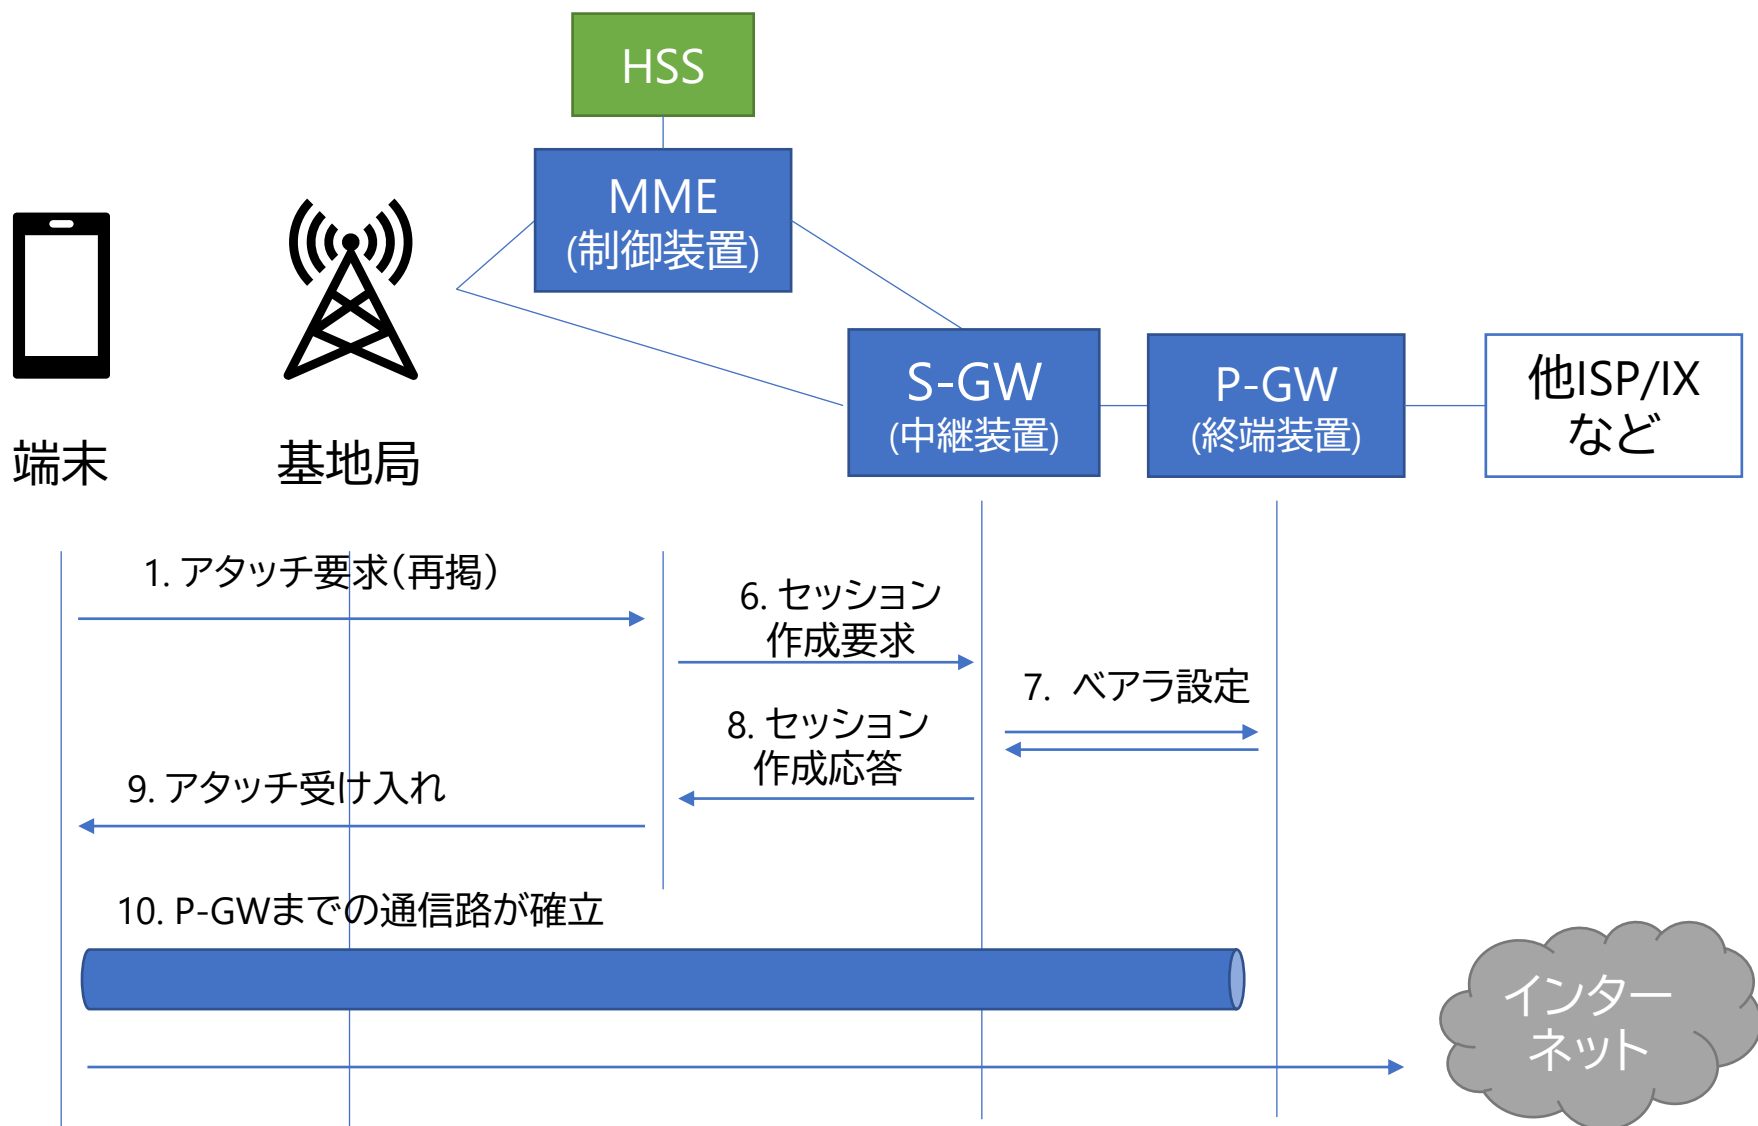 HSS
MME
(制御装置)
S-GW
(中継装置)
P-GW
(終端装置)
他ISP/IX
など
端末
基地局
1. アタッチ要求(再掲)
6. セッション
作成要求
7. ベアラ設定
8. セッション
作成応答
9. アタッチ受け入れ
10. P-GWまでの通信路が確立
インター
ネット